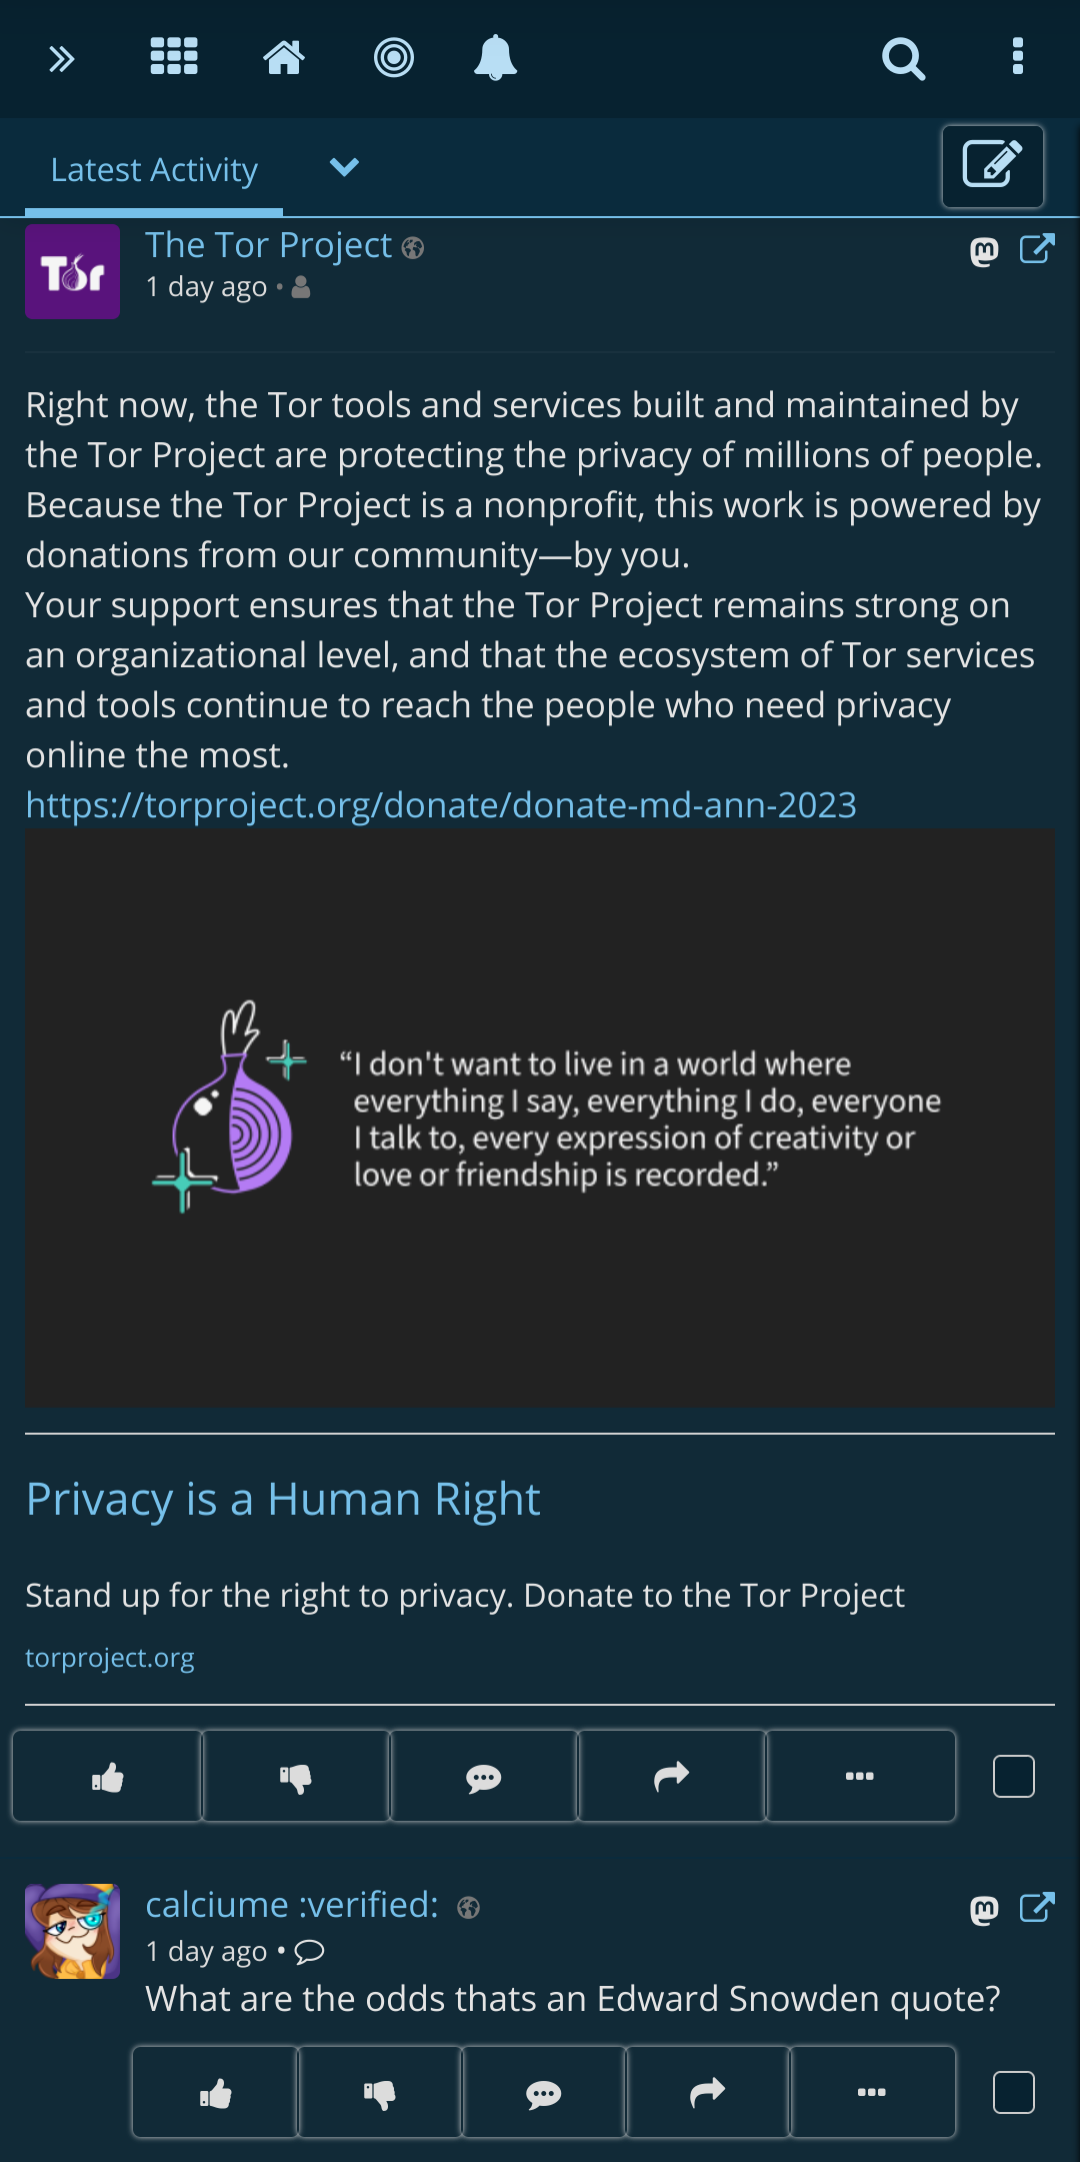 Latest Activity
Tor
The Tor Project
1 day ago •
Right now, the Tor tools and services built and maintained by
the Tor Project are protecting the privacy of millions of people.
Because the Tor Project is a nonprofit, this work is powered by
donations from our community—by you.
Your support ensures that the Tor Project remains strong on
an organizational level, and that the ecosystem of Tor services
and tools continue to reach the people who need privacy
online the most.
https://torproject.org/donate/donate-md-ann-2023
“I don't want to live in a world where
everything I say, everything I do, everyone
I talk to, every expression of creativity or
love or friendship is recorded.”
Privacy is a Human Right
Stand up for the right to privacy. Donate to the Tor Project
torproject.org
calciume :verified:
1 day ago •
What are the odds thats an Edward Snowden quote?